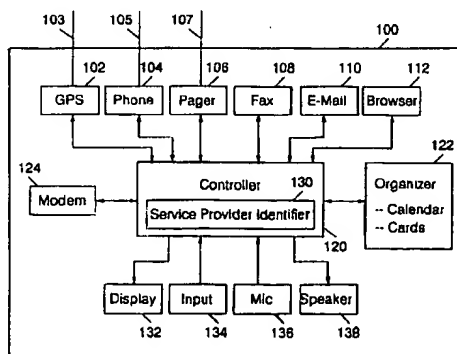 103
105
107
100
102
104
106
108
110
112
GPS
Phone
Pager
Fax
E-Mail
Browser
122
124
Modem
Controller
130
Service Provider Identifier
120
Organizer
-- Calendar
-- Cards
Display
Input
Mic
Speaker
132
134
136
138